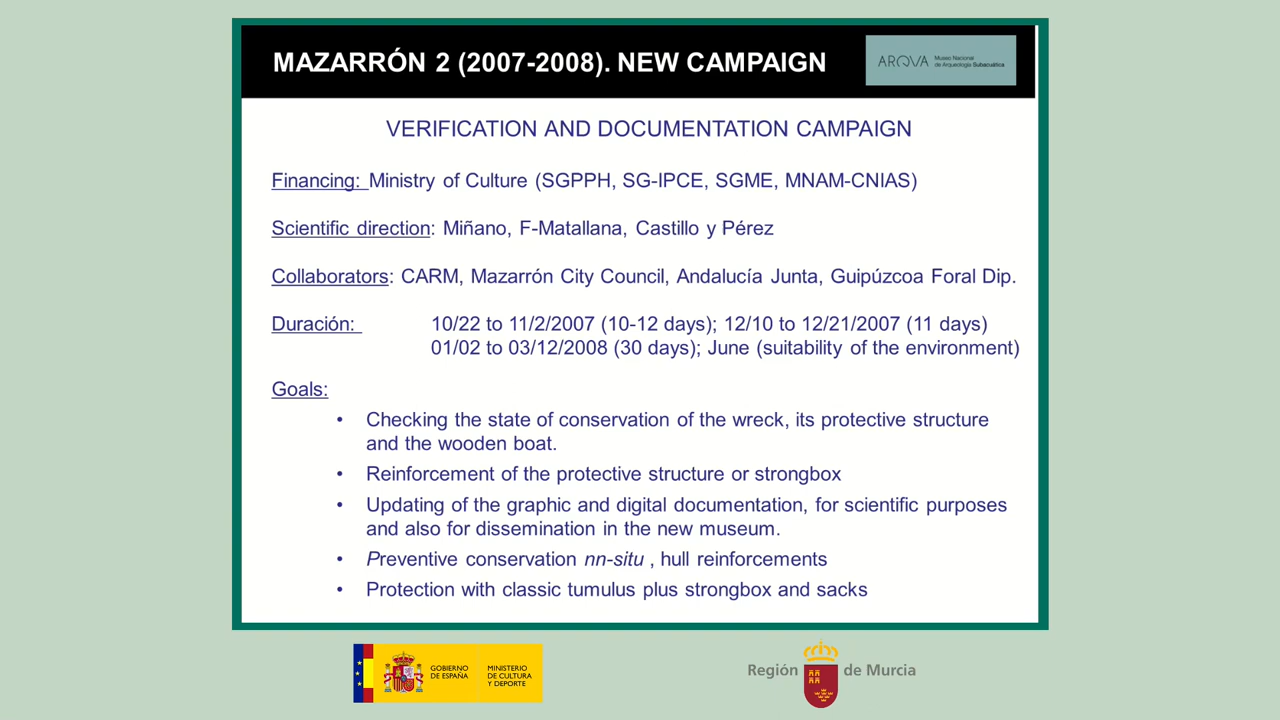 MAZARRÓN 2 (2007-2008). NEW CAMPAIGN
ARQVA
Museo Nacional
de Arqueología Subacuática
VERIFICATION AND DOCUMENTATION CAMPAIGN
Financing: Ministry of Culture (SGPPH, SG-IPCE, SGME, MNAM-CNIAS)
Scientific direction: Miñano, F-Matallana, Castillo y Pérez
Collaborators: CARM, Mazarrón City Council, Andalucía Junta, Guipúzcoa Foral Dip.
Duración: 10/22 to 11/2/2007 (10-12 days); 12/10 to 12/21/2007 (11 days)
01/02 to 03/12/2008 (30 days); June (suitability of the environment)
Goals:
• Checking the state of conservation of the wreck, its protective structure
and the wooden boat.
• Reinforcement of the protective structure or strongbox
• Updating of the graphic and digital documentation, for scientific purposes
and also for dissemination in the new museum.
• Preventive conservation nn-situ , hull reinforcements
• Protection with classic tumulus plus strongbox and sacks
GOBIERNO
DE ESPAÑA
MINISTERIO
DE CULTURA
Y DEPORTE
Región de Murcia